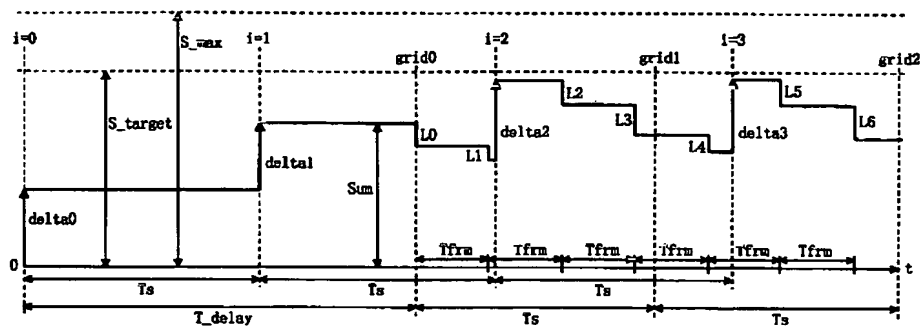 i=0
S_max
i=1
i=2
i=3
grid0
grid1
grid2
S_target
L0
L1
L2
L3
L4
L5
L6
delta0
delta1
delta2
delta3
Sum
Tfrm
Tfrm
Tfrm
Tfrm
Tfrm
Tfrm
0
t
Ts
Ts
Ts
T_delay
Ts
Ts